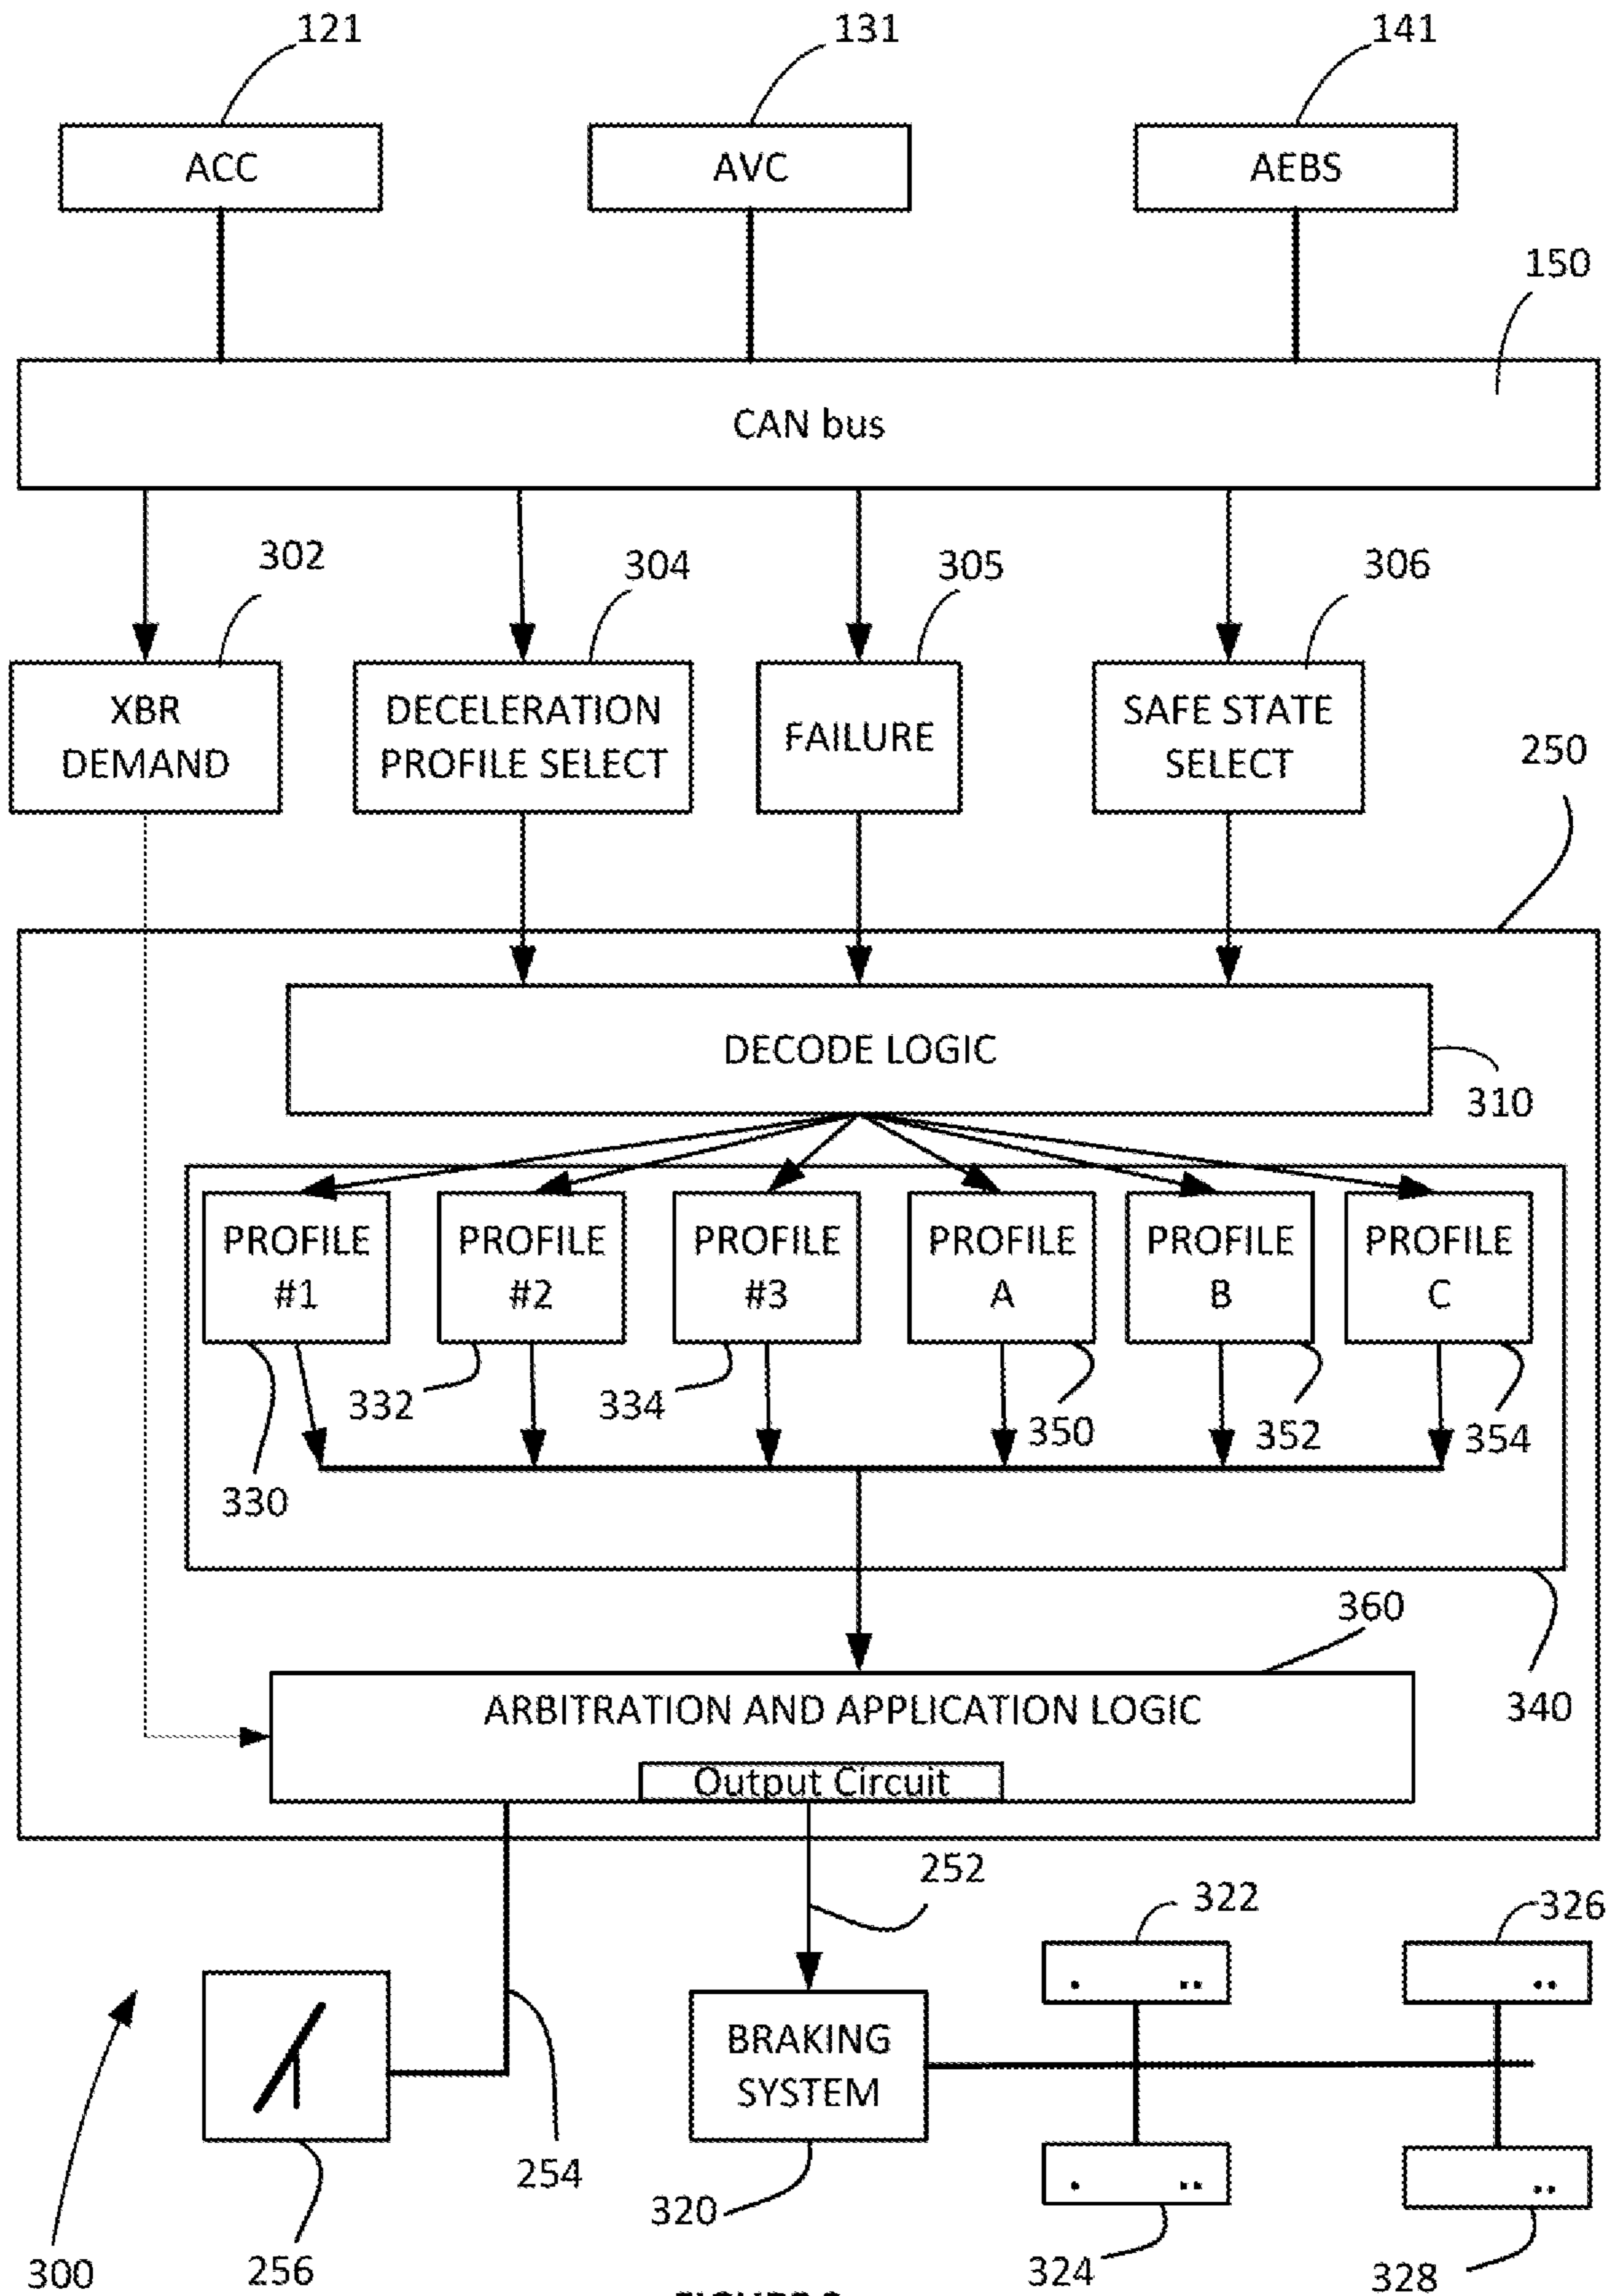 121
131
141
ACC
AVC
AEBS
150
CAN bus
302
304
305
306
XBR
DEMAND
DECELERATION
PROFILE SELECT
FAILURE
SAFE STATE
SELECT
250
DECODE LOGIC
310
PROFILE
#1
PROFILE
#2
PROFILE
#3
PROFILE
A
PROFILE
B
PROFILE
C
330
332
334
350
352
354
360
340
ARBITRATION AND APPLICATION LOGIC
Output Circuit
252
322
326
BRAKING
SYSTEM
254
320
324
328
300
256